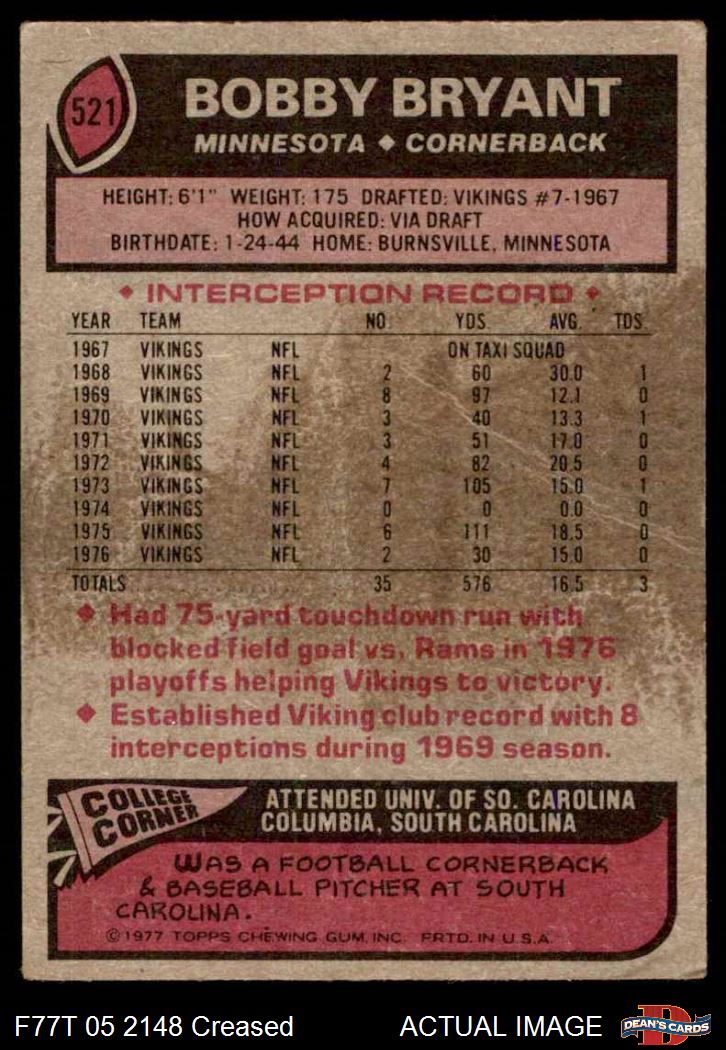 521
BOBBY BRYANT
MINNESOTA ◆ CORNERBACK
HEIGHT: 6'1" WEIGHT: 175 DRAFTED: VIKINGS #7-1967
HOW ACQUIRED: VIA DRAFT
BIRTHDATE: 1-24-44 HOME: BURNSVILLE, MINNESOTA
◆ INTERCEPTION RECORD ◆
YEAR TEAM NO. YDS. AVG. TDS.
1967 VIKINGS NFL ON TAXI SQUAD
1968 VIKINGS NFL 2 60 30.0 1
1969 VIKINGS NFL 8 97 12.1 0
1970 VIKINGS NFL 3 40 13.3 1
1971 VIKINGS NFL 3 51 17.0 0
1972 VIKINGS NFL 4 82 20.5 0
1973 VIKINGS NFL 7 105 15.0 1
1974 VIKINGS NFL 0 0 0.0 0
1975 VIKINGS NFL 6 111 18.5 0
1976 VIKINGS NFL 2 30 15.0 0
TOTALS 35 576 16.5 3
◆ Had 75-yard touchdown run with
blocked field goal vs. Rams in 1976
playoffs helping Vikings to victory.
◆ Established Viking club record with 8
interceptions during 1969 season.
COLLEGE
CORNER
ATTENDED UNIV. OF SO. CAROLINA
COLUMBIA, SOUTH CAROLINA
WAS A FOOTBALL CORNERBACK
& BASEBALL PITCHER AT SOUTH
CAROLINA.
© 1977 TOPPS CHEWING GUM, INC. PRTD. IN U.S.A.
F77T 05 2148 Creased ACTUAL IMAGE
D
DEAN'S CARDS